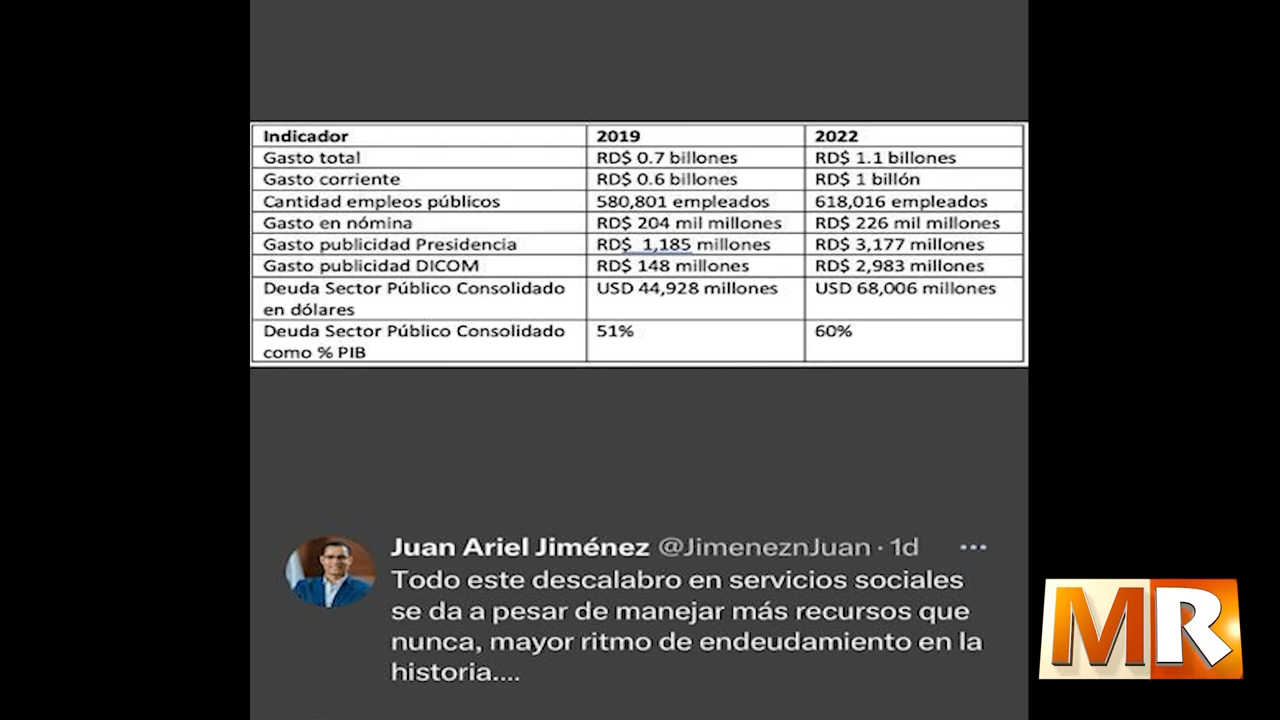 Indicador 2019 2022
Gasto total RD$ 0.7 billones RD$ 1.1 billones
Gasto corriente RD$ 0.6 billones RD$ 1 billón
Cantidad empleos públicos 580,801 empleados 618,016 empleados
Gasto en nómina RD$ 204 mil millones RD$ 226 mil millones
Gasto publicidad Presidencia RD$ 1,185 millones RD$ 3,177 millones
Gasto publicidad DICOM RD$ 148 millones RD$ 2,983 millones
Deuda Sector Público Consolidado USD 44,928 millones USD 68,006 millones
en dólares
Deuda Sector Público Consolidado 51% 60%
como % PIB
Juan Ariel Jiménez @JimeneznJuan · 1d ...
Todo este descalabro en servicios sociales
se da a pesar de manejar más recursos que
nunca, mayor ritmo de endeudamiento en la
historia....
MR